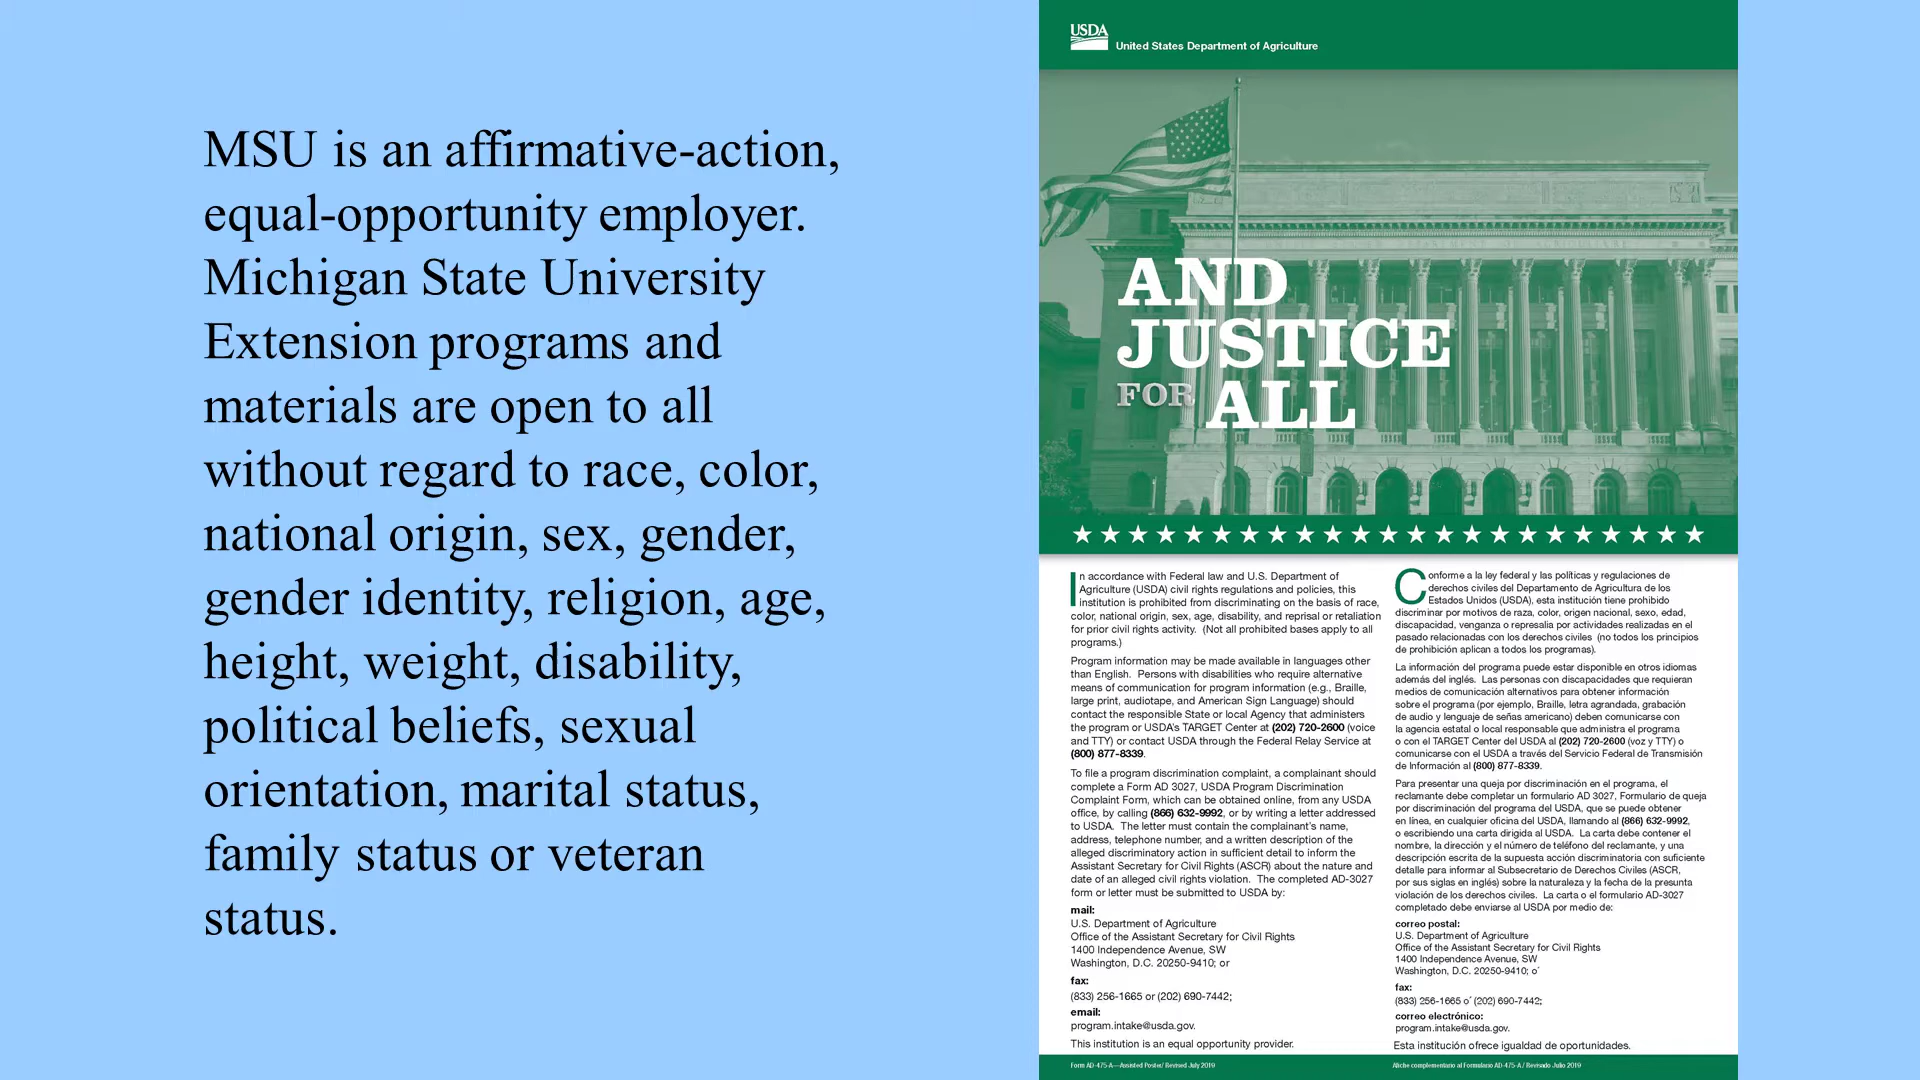 MSU is an affirmative-action,
equal-opportunity employer.
Michigan State University
Extension programs and
materials are open to all
without regard to race, color,
national origin, sex, gender,
gender identity, religion, age,
height, weight, disability,
political beliefs, sexual
orientation, marital status,
family status or veteran
status.
USDA
United States Department of Agriculture
AND
JUSTICE
FOR ALL
In accordance with Federal law and U.S. Department of
Agriculture (USDA) civil rights regulations and policies, this
institution is prohibited from discriminating on the basis of race,
color, national origin, sex, age, disability, and reprisal or retaliation
for prior civil rights activity. (Not all prohibited bases apply to all
programs.)
Program information may be made available in languages other
than English. Persons with disabilities who require alternative
means of communication for program information (e.g., Braille,
large print, audiotape, and American Sign Language) should
contact the responsible State or local Agency that administers
the program or USDA's TARGET Center at (202) 720-2600 (voice
and TTY) or contact USDA through the Federal Relay Service at
(800) 877-8339.
To file a program discrimination complaint, a complainant should
complete a Form AD 3027, USDA Program Discrimination
Complaint Form, which can be obtained online, from any USDA
office, by calling (866) 632-9992, or by writing a letter addressed
to USDA. The letter must contain the complainant's name,
address, telephone number, and a written description of the
alleged discriminatory action in sufficient detail to inform the
Assistant Secretary for Civil Rights (ASCR) about the nature and
date of an alleged civil rights violation. The completed AD-3027
form or letter must be submitted to USDA by:
mail:
U.S. Department of Agriculture
Office of the Assistant Secretary for Civil Rights
1400 Independence Avenue, SW
Washington, D.C. 20250-9410; or
fax:
(833) 256-1665 or (202) 690-7442;
email:
program.intake@usda.gov.
This institution is an equal opportunity provider.
Conforme a la ley federal y las políticas y regulaciones de
derechos civiles del Departamento de Agricultura de los
Estados Unidos (USDA), esta institución tiene prohibido
discriminar por motivos de raza, color, origen nacional, sexo, edad,
discapacidad, venganza o represalia por actividades realizadas en el
pasado relacionadas con los derechos civiles (no todos los principios
de prohibición aplican a todos los programas).
La información del programa puede estar disponible en otros idiomas
además del inglés. Las personas con discapacidades que requieran
medios de comunicación alternativos para obtener información
sobre el programa (por ejemplo, Braille, letra agrandada, grabación
de audio y lenguaje de señas americano) deben comunicarse con
la agencia estatal o local responsable que administra el programa
o con el TARGET Center del USDA al (202) 720-2600 (voz y TTY) o
comunicarse con el USDA a través del Servicio Federal de Transmisión
de Información al (800) 877-8339.
Para presentar una queja por discriminación en el programa, el
reclamante debe completar un formulario AD 3027, Formulario de queja
por discriminación del programa del USDA, que se puede obtener
en línea, en cualquier oficina del USDA, llamando al (866) 632-9992,
o escribiendo una carta dirigida al USDA. La carta debe contener el
nombre, la dirección y el número de teléfono del reclamante, y una
descripción escrita de la supuesta acción discriminatoria con suficiente
detalle para informar al Subsecretario de Derechos Civiles (ASCR,
por sus siglas en inglés) sobre la naturaleza y la fecha de la presunta
violación de los derechos civiles. La carta o el formulario AD-3027
completado debe enviarse al USDA por medio de:
correo postal:
U.S. Department of Agriculture
Office of the Assistant Secretary for Civil Rights
1400 Independence Avenue, SW
Washington, D.C. 20250-9410; o´
fax:
(833) 256-1665 o´ (202) 690-7442;
correo electrónico:
program.intake@usda.gov.
Esta institución ofrece igualdad de oportunidades.
Form AD-475-A—Assisted Poster/ Revised July 2019
Afiche complementario al Formulario AD-475-A / Revisado Julio 2019